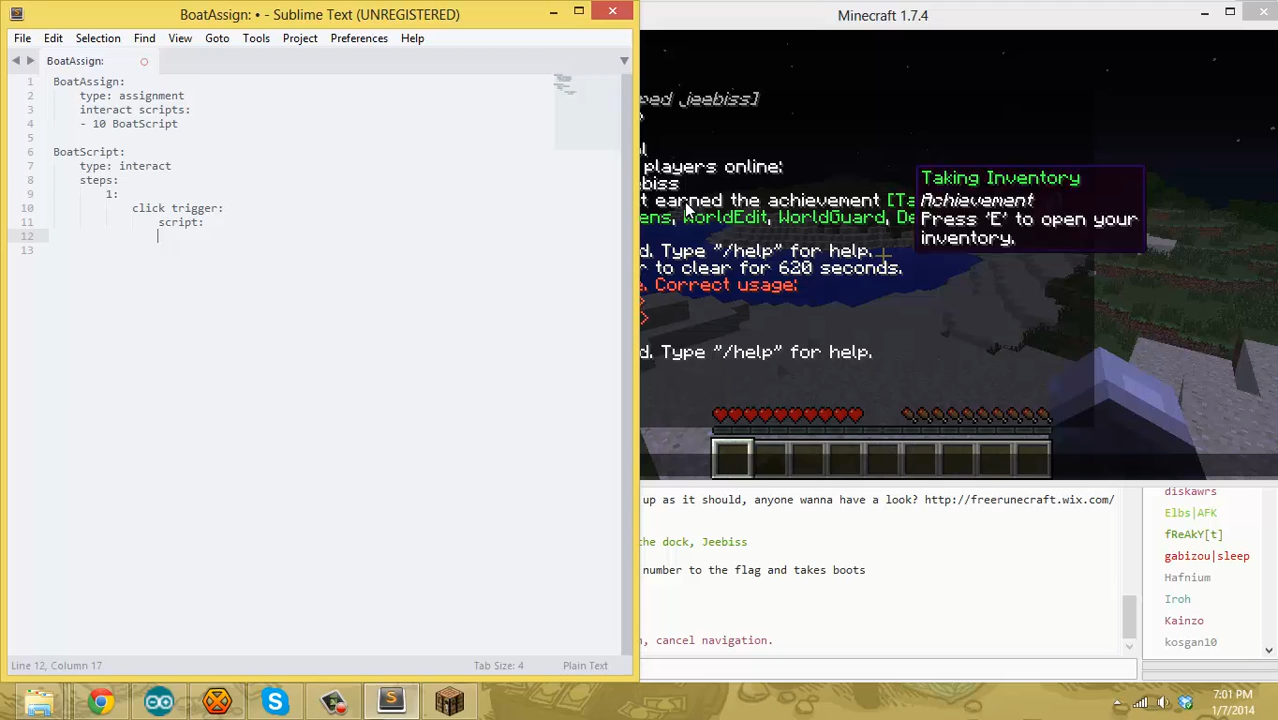 BoatAssign: • - Sublime Text (UNREGISTERED)
File Edit Selection Find View Goto Tools Project Preferences Help
BoatAssign:
1 BoatAssign:
2 type: assignment
3 interact scripts:
4 - 10 BoatScript
5
6 BoatScript:
7 type: interact
8 steps:
9 1:
10 click trigger:
11 script:
12
13
Line 12, Column 17
Tab Size: 4
Plain Text
Minecraft 1.7.4
ped jeebiss]
players online:
ebiss
t earned the achievement [Ta
ens, WorldEdit, WorldGuard, De
d. Type "/help" for help.
r to clear for 620 seconds.
e. Correct usage:
>
>
d. Type "/help" for help.
Taking Inventory
Achievement
Press 'E' to open your
inventory.
up as it should, anyone wanna have a look? http://freerunecraft.wix.com/
the dock, Jeebiss
number to the flag and takes boots
n, cancel navigation.
diskawrs
Elbs|AFK
fReAkY[t]
gabizou|sleep
Hafnium
Iroh
Kainzo
kosgan10
7:01 PM
1/7/2014